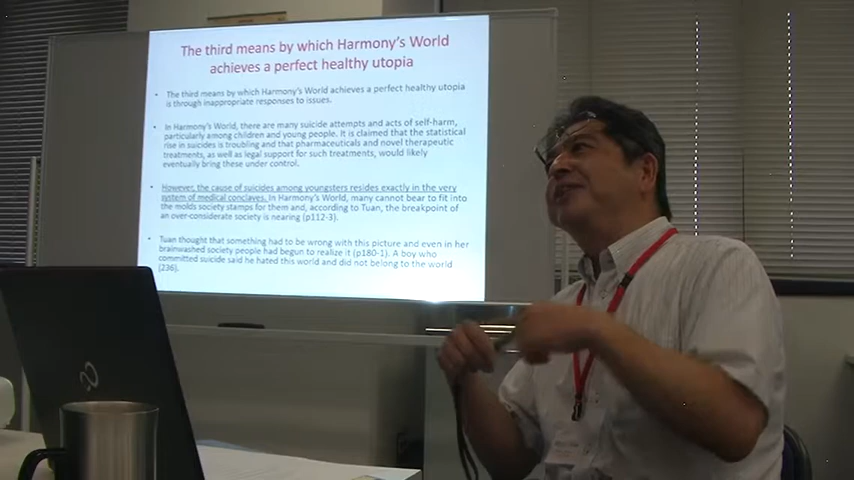 The third means by which Harmony's World
achieves a perfect healthy utopia
• The third means by which Harmony's World achieves a perfect healthy utopia
is through inappropriate responses to issues.
• In Harmony's World, there are many suicide attempts and acts of self-harm,
particularly among children and young people. It is claimed that the statistical
rise in suicides is troubling and that pharmaceuticals and novel therapeutic
treatments, as well as legal support for such treatments, would likely
eventually bring these under control.
• However, the cause of suicides among youngsters resides exactly in the very
system of medical conclaves. In Harmony's World, many cannot bear to fit into
the molds society stamps for them and, according to Tuan, the breakpoint of
an over-considerate society is nearing (p112-3).
• Tuan thought that something had to be wrong with this picture and even in her
brainwashed society people had begun to realize it (p180-1). A boy who
committed suicide said he hated this world and did not belong to the world
(236).